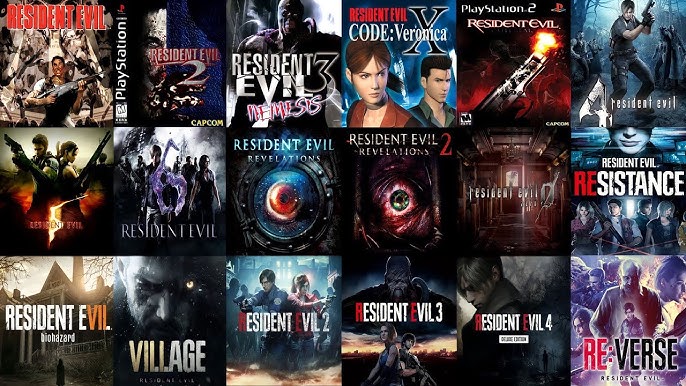 RESIDENT EVIL
PlayStation
CAPCOM
RESIDENT EVIL
2
RESIDENT
EVIL 3
NEMESIS
RESIDENT EVIL
CODE:Veronica
X
PlayStation 2
RESIDENT EVIL
CAPCOM
4
resident evil
RESIDENT EVIL
5
6
RESIDENT EVIL
RESIDENT EVIL
REVELATIONS
RESIDENT EVIL
REVELATIONS 2
resident evil 0
RESIDENT EVIL
RESISTANCE
RESIDENT EVIL
biohazard
VILLAGE
RESIDENT EVIL
RESIDENT EVIL 2
RESIDENT EVIL 3
RESIDENT EVIL 4
DELUXE EDITION
RE:VERSE
RESIDENT EVIL